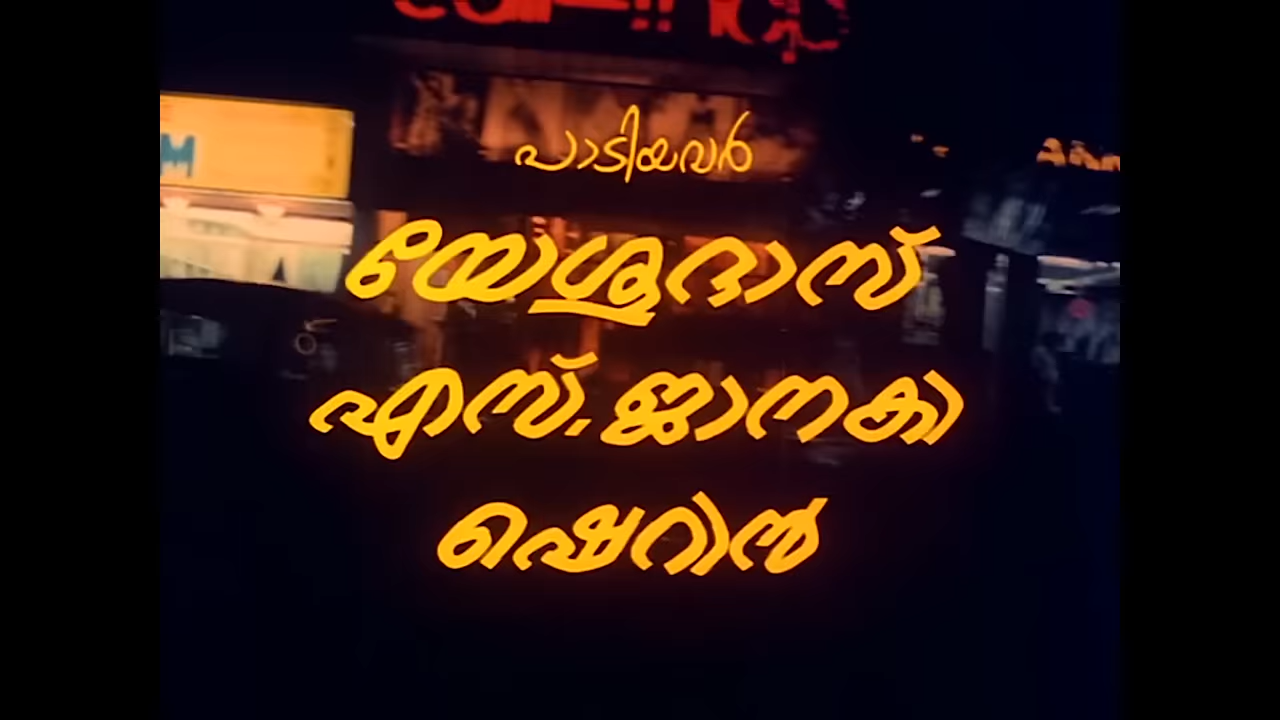 പാടിയവർ
യേശുദാസ്
എസ്. ജാനകി
ഷെറിൻ